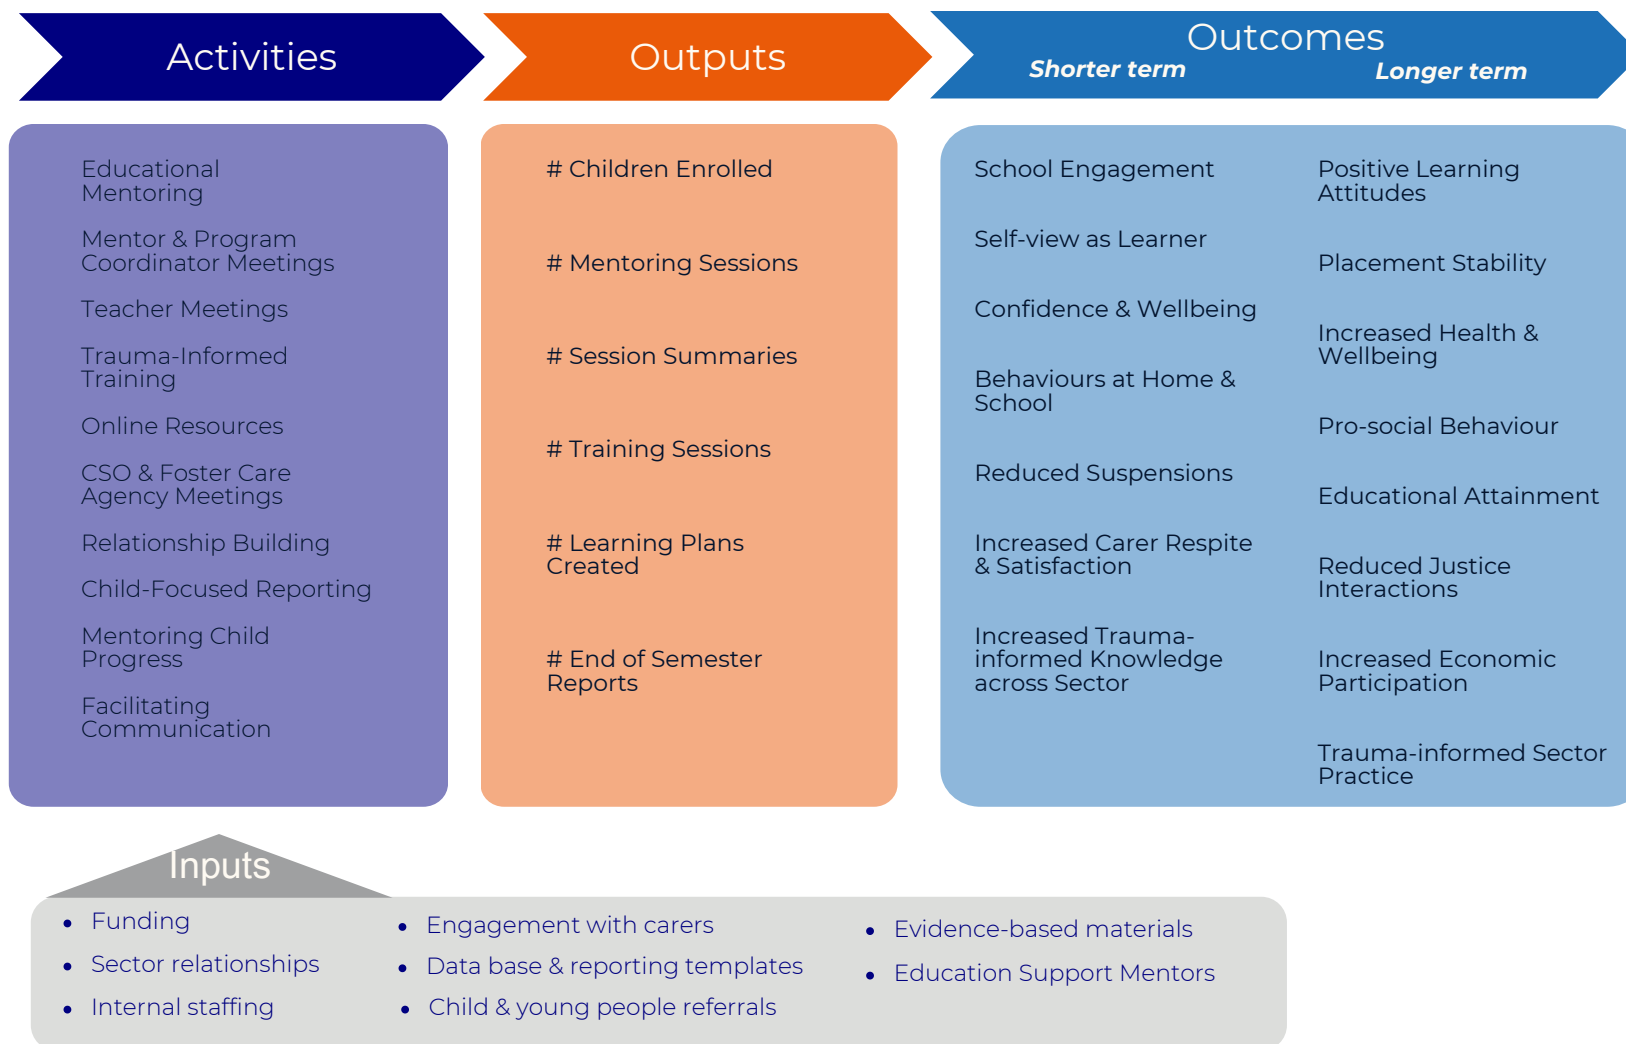 Activities
Educational
Mentoring
Mentor & Program
Coordinator Meetings
Teacher Meetings
Trauma-Informed
Training
Online Resources
CSO & Foster Care
Agency Meetings
Relationship Building
Child-Focused Reporting
Mentoring Child
Progress
Facilitating
Communication
Outputs
# Children Enrolled
# Mentoring Sessions
# Session Summaries
# Training Sessions
# Learning Plans
Created
# End of Semester
Reports
Outcomes
Shorter term
School Engagement
Self-view as Learner
Confidence & Wellbeing
Behaviours at Home &
School
Reduced Suspensions
Increased Carer Respite
& Satisfaction
Increased Trauma-
informed Knowledge
across Sector
Longer term
Positive Learning
Attitudes
Placement Stability
Increased Health &
Wellbeing
Pro-social Behaviour
Educational Attainment
Reduced Justice
Interactions
Increased Economic
Participation
Trauma-informed Sector
Practice
Inputs
• Funding
• Sector relationships
• Internal staffing
• Engagement with carers
• Data base & reporting templates
• Child & young people referrals
• Evidence-based materials
• Education Support Mentors